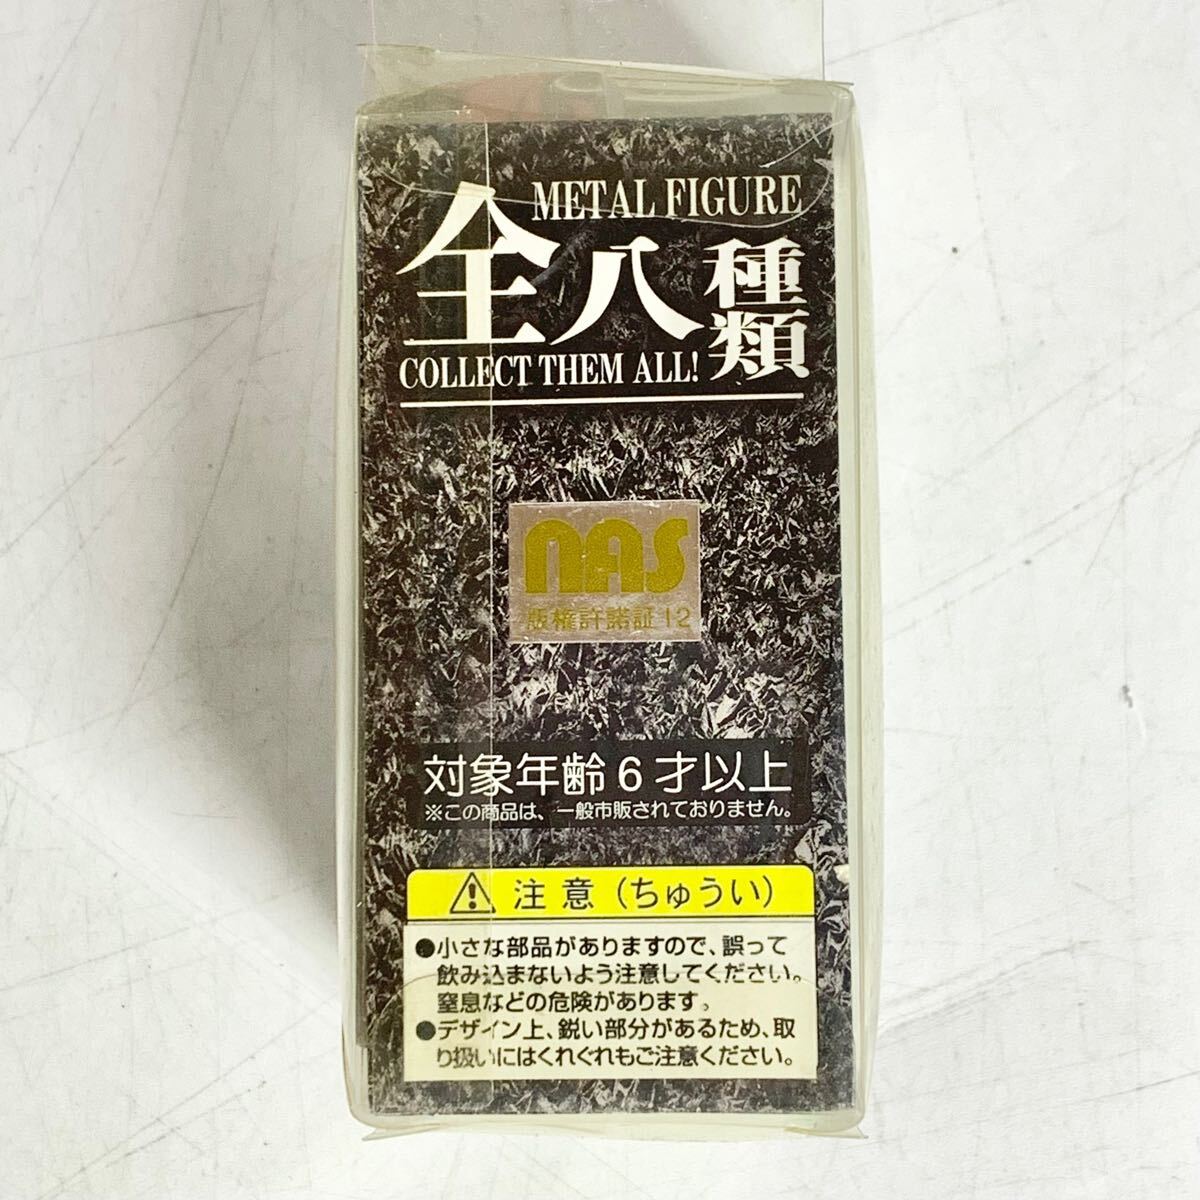 METAL FIGURE
全八種類
COLLECT THEM ALL!
nas
版権許諾証12
対象年齢6才以上
※この商品は、一般市販されておりません。
⚠注意(ちゅうい)
●小さな部品がありますので、誤って
飲み込まないよう注意してください。
窒息などの危険があります。
●デザイン上、鋭い部分があるため、取
り扱いにはくれぐれもご注意ください。